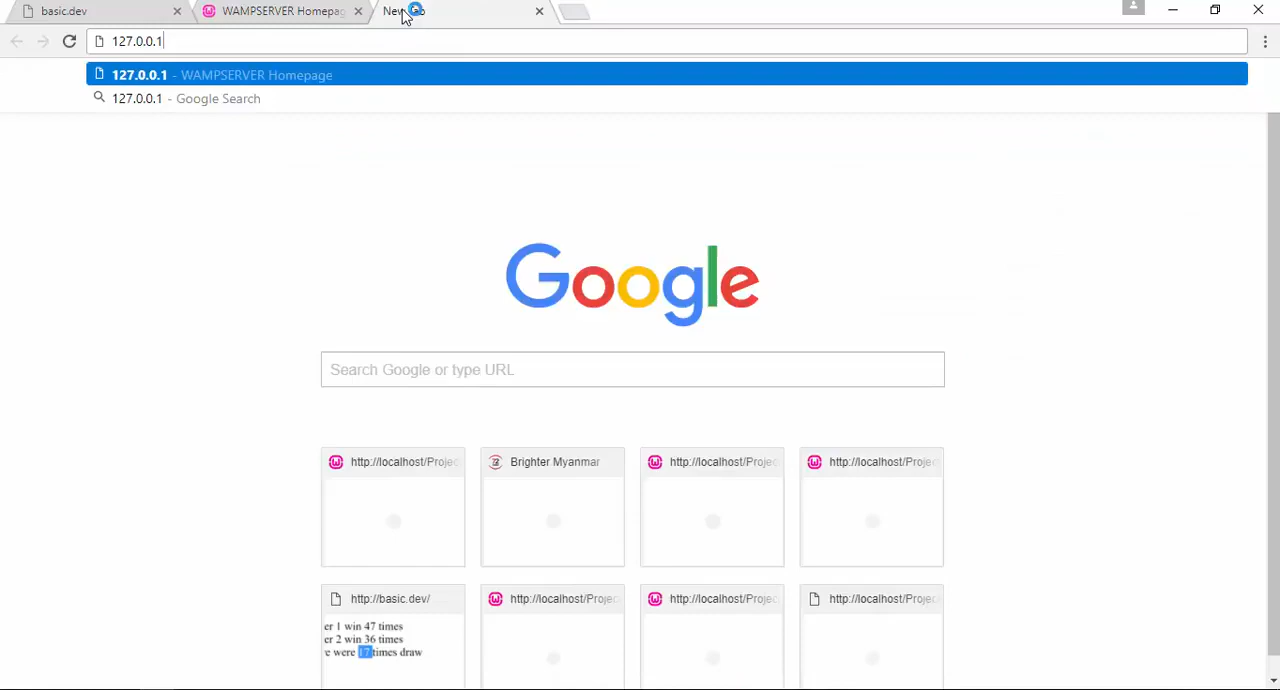 basic.dev
WAMPSERVER Homepag
New Tab
127.0.0.1
127.0.0.1 - WAMPSERVER Homepage
127.0.0.1 - Google Search
Google
Search Google or type URL
http://localhost/Projec
Brighter Myanmar
http://localhost/Projec
http://localhost/Projec
http://basic.dev/
http://localhost/Projec
http://localhost/Projec
http://localhost/Projec
er 1 win 47 times
er 2 win 36 times
e were 17 times draw